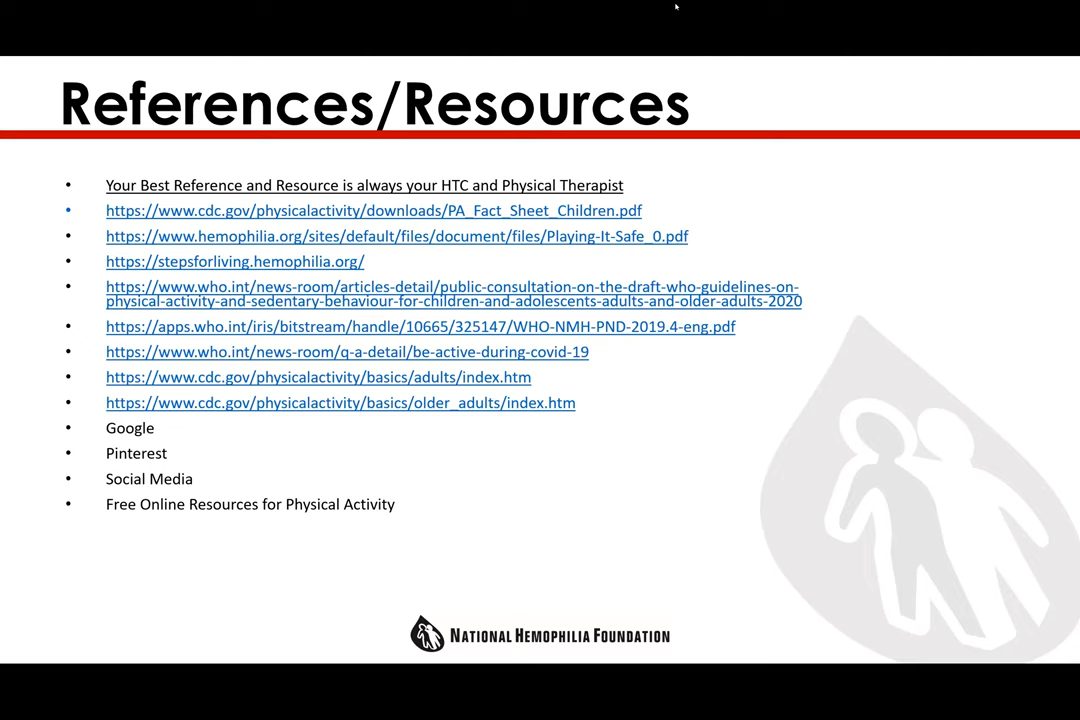 References/Resources
• Your Best Reference and Resource is always your HTC and Physical Therapist
• https://www.cdc.gov/physicalactivity/downloads/PA_Fact_Sheet_Children.pdf
• https://www.hemophilia.org/sites/default/files/document/files/Playing-It-Safe_0.pdf
• https://stepsforliving.hemophilia.org/
• https://www.who.int/news-room/articles-detail/public-consultation-on-the-draft-who-guidelines-on-
physical-activity-and-sedentary-behaviour-for-children-and-adolescents-adults-and-older-adults-2020
• https://apps.who.int/iris/bitstream/handle/10665/325147/WHO-NMH-PND-2019.4-eng.pdf
• https://www.who.int/news-room/q-a-detail/be-active-during-covid-19
• https://www.cdc.gov/physicalactivity/basics/adults/index.htm
• https://www.cdc.gov/physicalactivity/basics/older_adults/index.htm
• Google
• Pinterest
• Social Media
• Free Online Resources for Physical Activity
NATIONAL HEMOPHILIA FOUNDATION